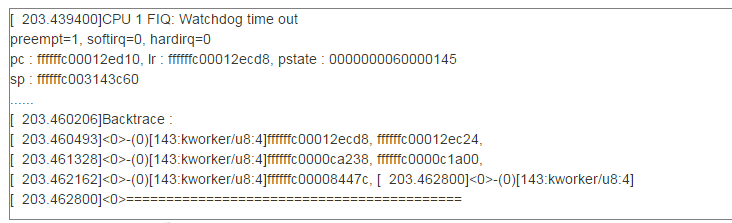 [  203.439400]CPU 1 FIQ: Watchdog time out
preempt=1, softirq=0, hardirq=0
pc : ffffffc00012ed10, lr : ffffffc00012ecd8, pstate : 0000000060000145
sp : ffffffc003143c60
......
[  203.460206]Backtrace :
[  203.460493]<0>-(0)[143:kworker/u8:4]ffffffc00012ecd8, ffffffc00012ec24,
[  203.461328]<0>-(0)[143:kworker/u8:4]ffffffc0000ca238, ffffffc0000c1a00,
[  203.462162]<0>-(0)[143:kworker/u8:4]ffffffc00008447c, [  203.462800]<0>-(0)[143:kworker/u8:4]
[  203.462800]<0>==========================================